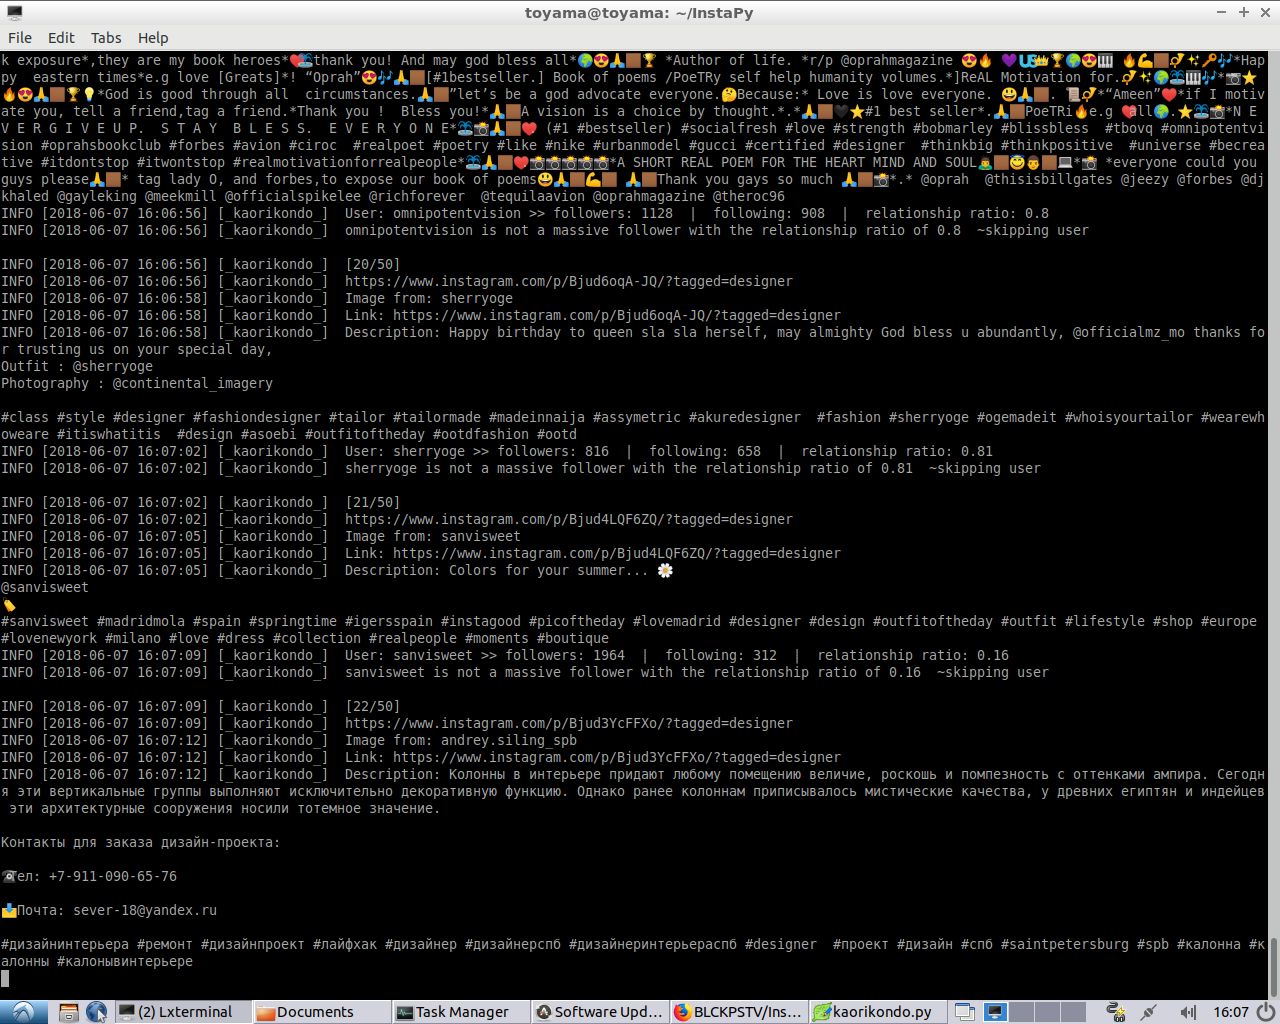 toyama@toyama: ~/InstaPy
File Edit Tabs Help
k exposure*,they are my book heroes*❤️thank you! And may god bless all*🌍😍🙏🏾🏆 *Author of life. *r/p @oprahmagazine 😍🔥 💜 *Hap
py  eastern times*e.g love [Greats]*! “Oprah”😍🎶🙏🏾[#1bestseller.] Book of poems /PoeTRy self help humanity volumes.*]ReAL Motivation for.
*God is good through all  circumstances.🙏🏾”let’s be a god advocate everyone.🤔Because:* Love is love everyone. 😃🙏🏾. 📜*“Ameen”❤️*if I motiv
ate you, tell a friend,tag a friend.*Thank you !  Bless you!*🙏🏾A vision is a choice by thought.*.*🙏🏾🖤⭐#1 best seller*🙏🏾PoeTRi🔥e.g ❤️all🌍.⭐*N E
V E R G I V E U P.  S T A Y  B L E S S.  E V E R Y O N E*📸🙏🏾❤️ (#1 #bestseller) #socialfresh #love #strength #bobmarley #blissbless  #tbovq #omnipotentvi
sion #oprahsbookclub #forbes #avion #ciroc  #realpoet #poetry #like #nike #urbanmodel #gucci #certified #designer  #thinkbig #thinkpositive  #universe #becrea
tive #itdontstop #itwontstop #realmotivationforrealpeople*🙏🏾❤️📸📸📸📸📸*A SHORT REAL POEM FOR THE HEART MIND AND SOUL *📸 *everyone could you
guys please🙏🏾* tag lady O, and forbes,to expose our book of poems😃🙏🏾💪🏾 🙏🏾Thank you gays so much 🙏🏾📸*.* @oprah  @thisisbillgates @jeezy @forbes @dj
khaled @gayleking @meekmill @officialspikelee @richforever  @tequilaavion @oprahmagazine @theroc96
INFO [2018-06-07 16:06:56] [_kaorikondo_]  User: omnipotentvision >> followers: 1128  |  following: 908  |  relationship ratio: 0.8
INFO [2018-06-07 16:06:56] [_kaorikondo_]  omnipotentvision is not a massive follower with the relationship ratio of 0.8  ~skipping user
INFO [2018-06-07 16:06:56] [_kaorikondo_]  [20/50]
INFO [2018-06-07 16:06:56] [_kaorikondo_]  https://www.instagram.com/p/Bjud6oqA-JQ/?tagged=designer
INFO [2018-06-07 16:06:58] [_kaorikondo_]  Image from: sherryoge
INFO [2018-06-07 16:06:58] [_kaorikondo_]  Link: https://www.instagram.com/p/Bjud6oqA-JQ/?tagged=designer
INFO [2018-06-07 16:06:58] [_kaorikondo_]  Description: Happy birthday to queen sla sla herself, may almighty God bless u abundantly, @officialmz_mo thanks fo
r trusting us on your special day,
Outfit : @sherryoge
Photography : @continental_imagery
#class #style #designer #fashiondesigner #tailor #tailormade #madeinnaija #assymetric #akuredesigner  #fashion #sherryoge #ogemadeit #whoisyourtailor #wearewh
oweare #itiswhatitis  #design #asoebi #outfitoftheday #ootdfashion #ootd
INFO [2018-06-07 16:07:02] [_kaorikondo_]  User: sherryoge >> followers: 816  |  following: 658  |  relationship ratio: 0.81
INFO [2018-06-07 16:07:02] [_kaorikondo_]  sherryoge is not a massive follower with the relationship ratio of 0.81  ~skipping user
INFO [2018-06-07 16:07:02] [_kaorikondo_]  [21/50]
INFO [2018-06-07 16:07:02] [_kaorikondo_]  https://www.instagram.com/p/Bjud4LQF6ZQ/?tagged=designer
INFO [2018-06-07 16:07:05] [_kaorikondo_]  Image from: sanvisweet
INFO [2018-06-07 16:07:05] [_kaorikondo_]  Link: https://www.instagram.com/p/Bjud4LQF6ZQ/?tagged=designer
INFO [2018-06-07 16:07:05] [_kaorikondo_]  Description: Colors for your summer... 🌼
@sanvisweet
🏷️
#sanvisweet #madridmola #spain #springtime #igersspain #instagood #picoftheday #lovemadrid #designer #design #outfitoftheday #outfit #lifestyle #shop #europe
#lovenewyork #milano #love #dress #collection #realpeople #moments #boutique
INFO [2018-06-07 16:07:09] [_kaorikondo_]  User: sanvisweet >> followers: 1964  |  following: 312  |  relationship ratio: 0.16
INFO [2018-06-07 16:07:09] [_kaorikondo_]  sanvisweet is not a massive follower with the relationship ratio of 0.16  ~skipping user
INFO [2018-06-07 16:07:09] [_kaorikondo_]  [22/50]
INFO [2018-06-07 16:07:09] [_kaorikondo_]  https://www.instagram.com/p/Bjud3YcFFXo/?tagged=designer
INFO [2018-06-07 16:07:12] [_kaorikondo_]  Image from: andrey.siling_spb
INFO [2018-06-07 16:07:12] [_kaorikondo_]  Link: https://www.instagram.com/p/Bjud3YcFFXo/?tagged=designer
INFO [2018-06-07 16:07:12] [_kaorikondo_]  Description: Колонны в интерьере придают любому помещению величие, роскошь и помпезность с оттенками ампира. Сегодн
я эти вертикальные группы выполняют исключительно декоративную функцию. Однако ранее колоннам приписывалось мистические качества, у древних египтян и индейцев
эти архитектурные сооружения носили тотемное значение.
Контакты для заказа дизайн-проекта:
☎️Тел: +7-911-090-65-76
📩Почта: sever-18@yandex.ru
#дизайнинтерьера #ремонт #дизайнпроект #лайфхак #дизайнер #дизайнерспб #дизайнеринтерьераспб #designer  #проект #дизайн #спб #saintpetersburg #spb #калонна #к
алонны #калонывинтерьере
(2) Lxterminal Documents Task Manager Software Upd... BLCKPSTV/Ins... kaorikondo.py 16:07